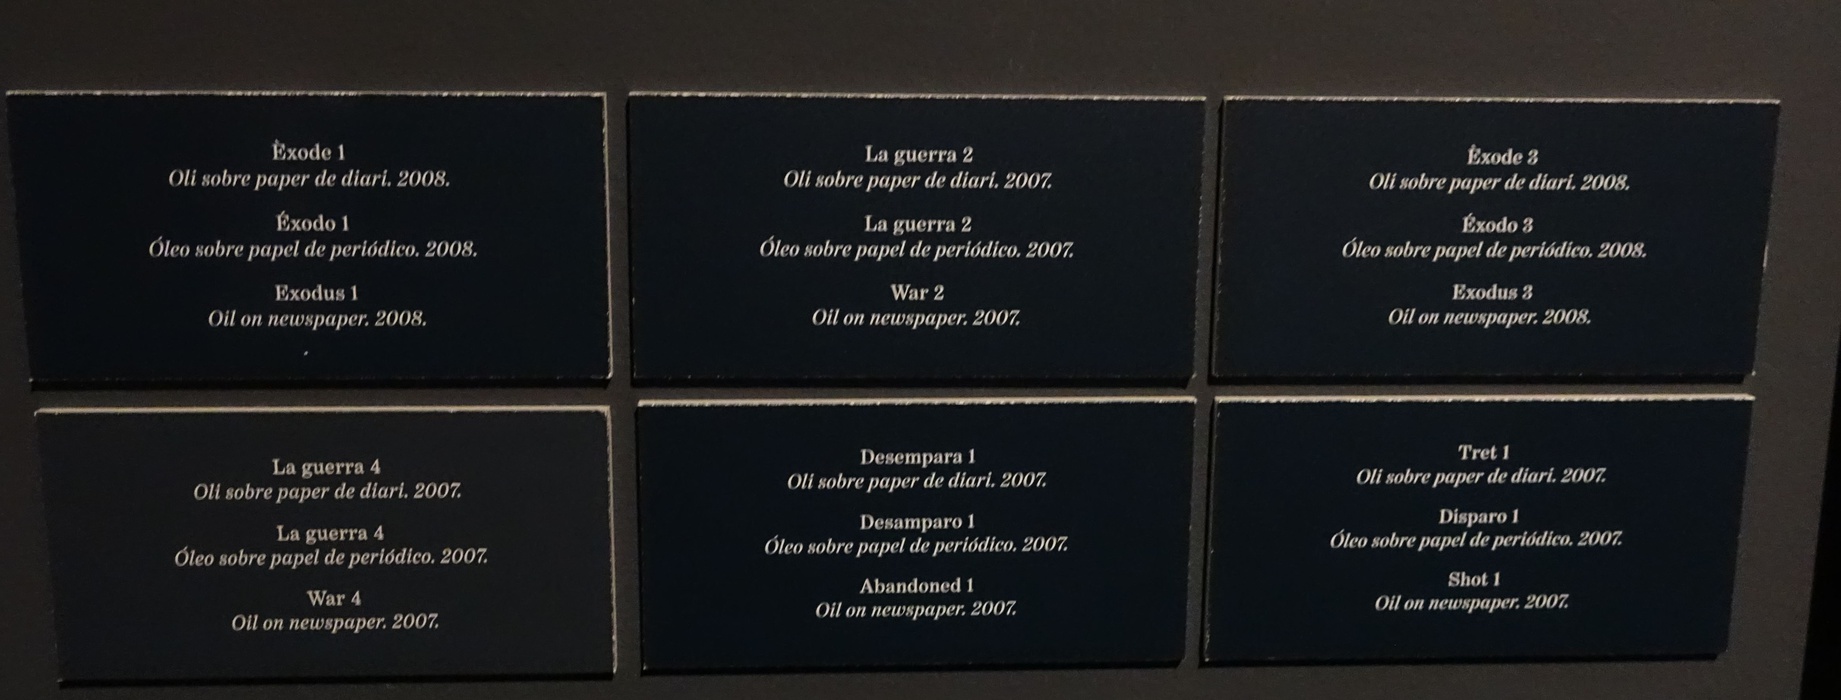 Èxode 1
Oli sobre paper de diari. 2008.
Éxodo 1
Óleo sobre papel de periódico. 2008.
Exodus 1
Oil on newspaper. 2008.
La guerra 2
Oli sobre paper de diari. 2007.
La guerra 2
Óleo sobre papel de periódico. 2007.
War 2
Oil on newspaper. 2007.
Èxode 3
Oli sobre paper de diari. 2008.
Éxodo 3
Óleo sobre papel de periódico. 2008.
Exodus 3
Oil on newspaper. 2008.
La guerra 4
Oli sobre paper de diari. 2007.
La guerra 4
Óleo sobre papel de periódico. 2007.
War 4
Oil on newspaper. 2007.
Desempara 1
Oli sobre paper de diari. 2007.
Desamparo 1
Óleo sobre papel de periódico. 2007.
Abandoned 1
Oil on newspaper. 2007.
Tret 1
Oli sobre paper de diari. 2007.
Disparo 1
Óleo sobre papel de periódico. 2007.
Shot 1
Oil on newspaper. 2007.